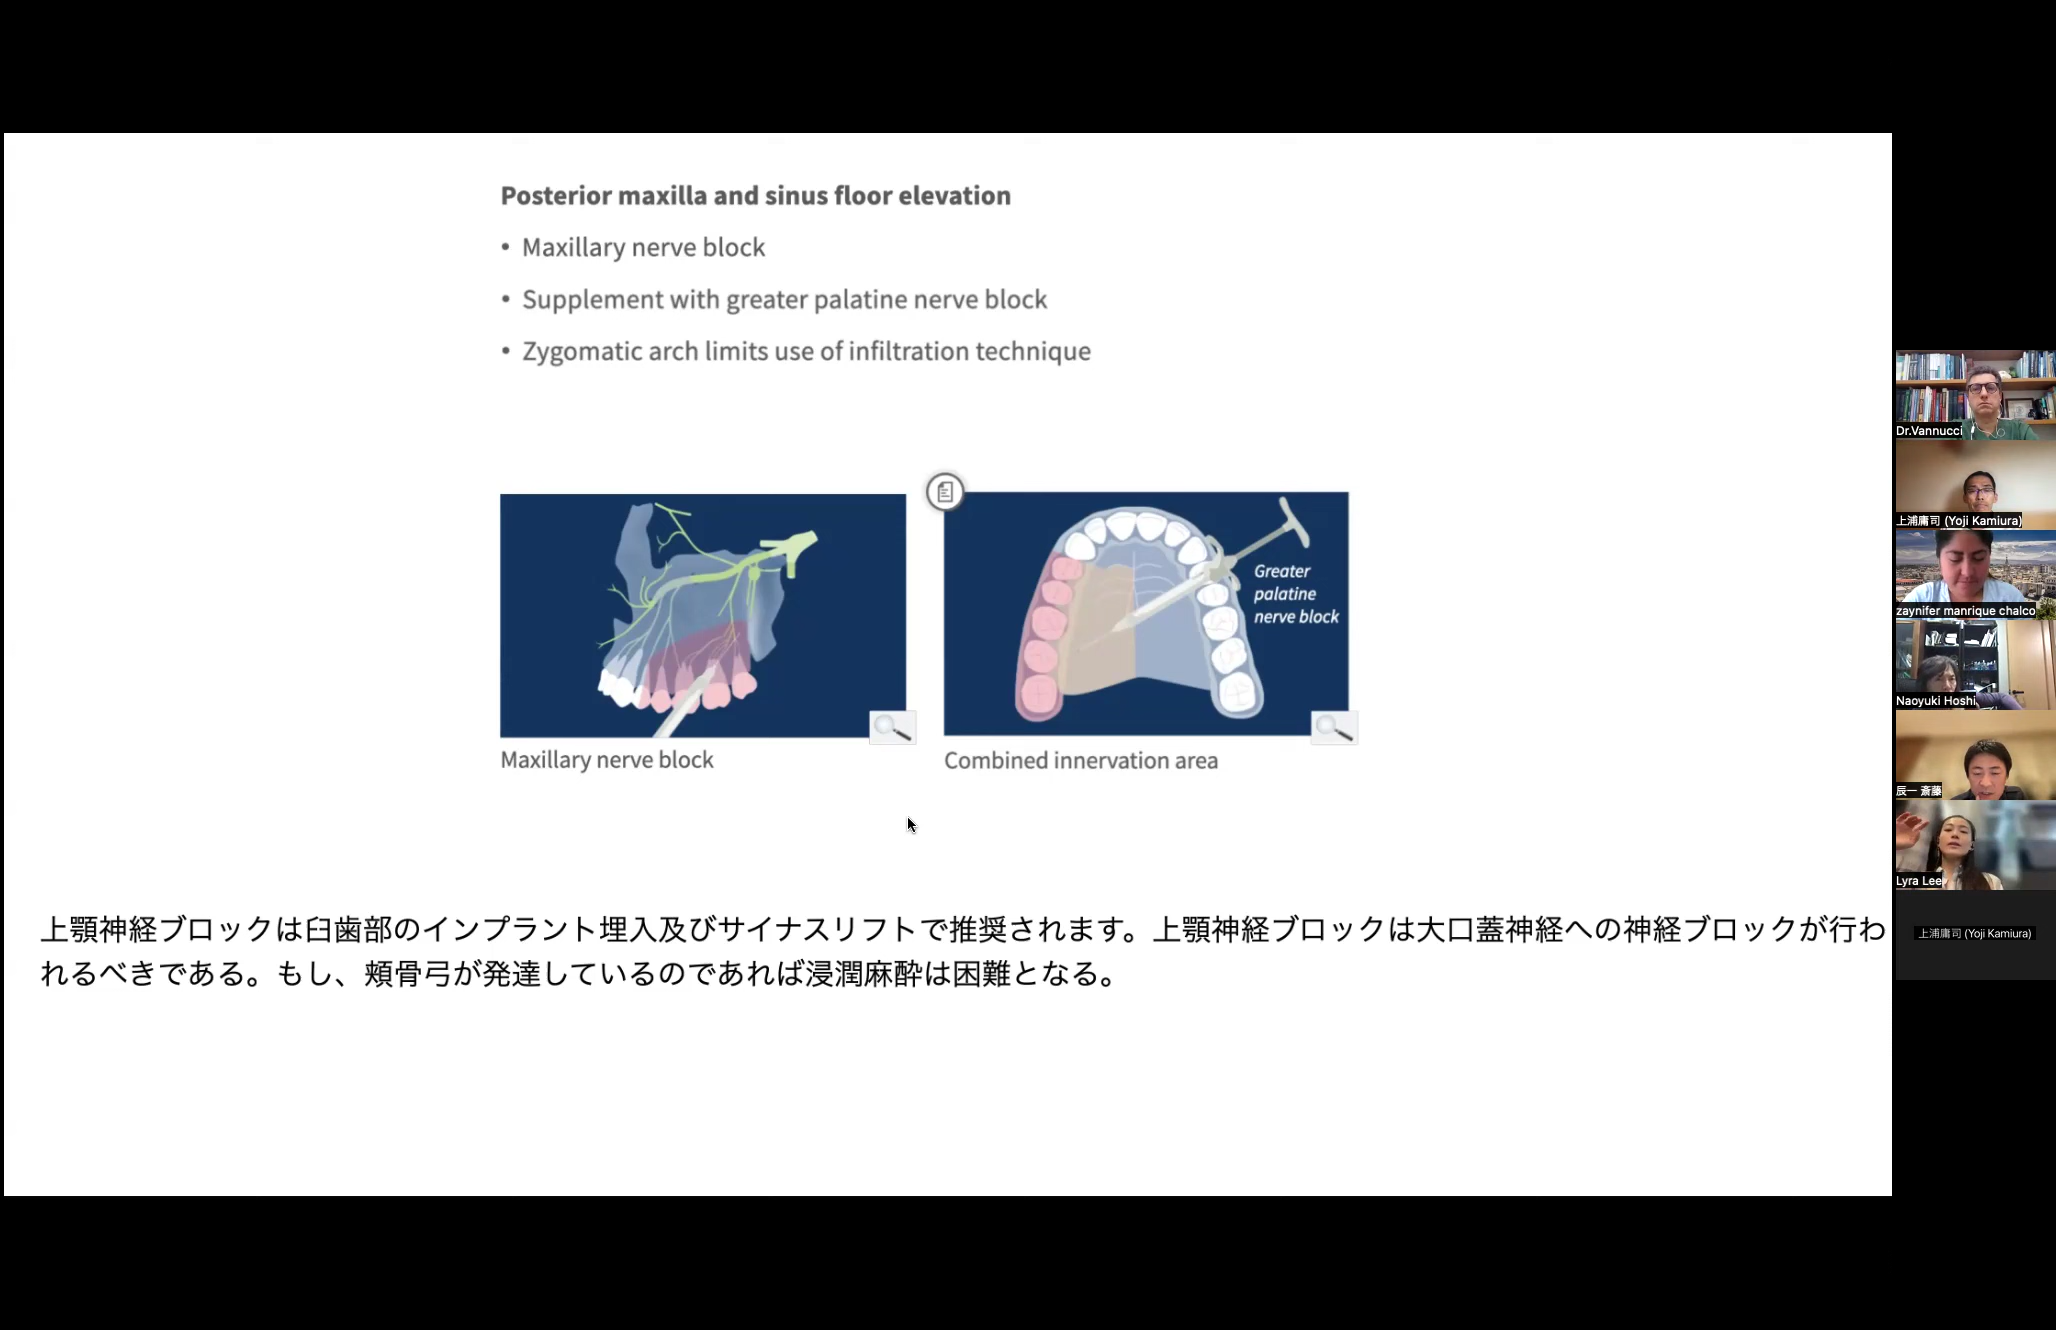 Posterior maxilla and sinus floor elevation
• Maxillary nerve block
• Supplement with greater palatine nerve block
• Zygomatic arch limits use of infiltration technique
Greater
palatine
nerve block
Maxillary nerve block
Combined innervation area
上顎神経ブロックは臼歯部のインプラント埋入及びサイナスリフトで推奨されます。上顎神経ブロックは大口蓋神経への神経ブロックが行わ
れるべきである。もし、頬骨弓が発達しているのであれば浸潤麻酔は困難となる。
Dr.Vannucci
上浦庸司 (Yoji Kamiura)
zaynifer manrique chalco
Naoyuki Hoshi
辰一 斎藤
Lyra Lee
上浦庸司 (Yoji Kamiura)